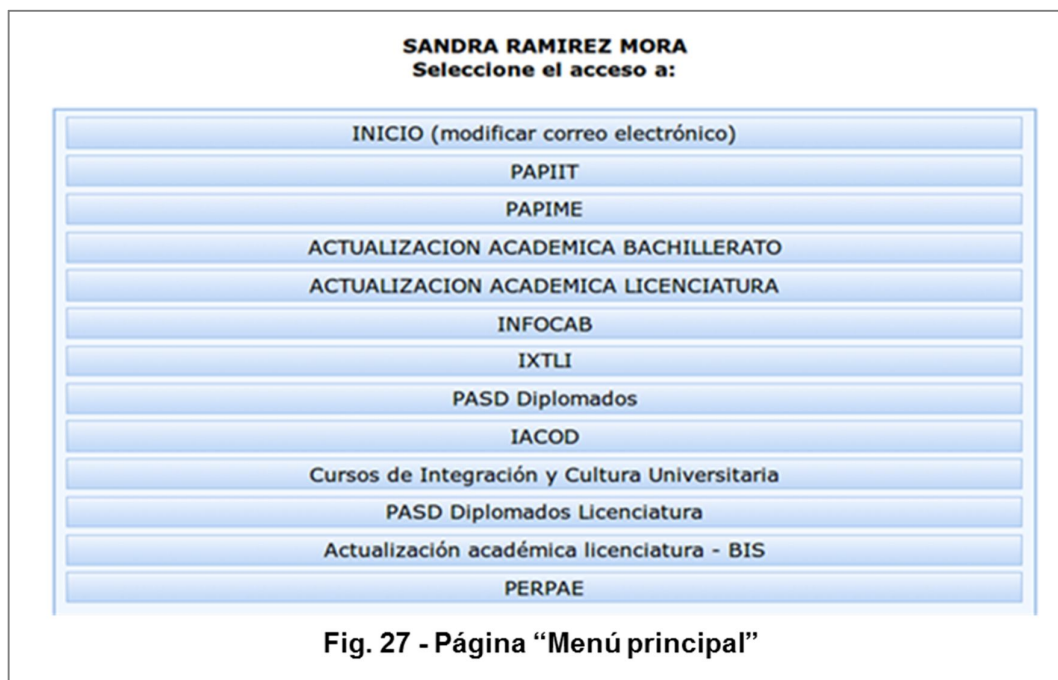 SANDRA RAMIREZ MORA
Seleccione el acceso a:
INICIO (modificar correo electrónico)
PAPIIT
PAPIME
ACTUALIZACION ACADEMICA BACHILLERATO
ACTUALIZACION ACADEMICA LICENCIATURA
INFOCAB
IXTLI
PASD Diplomados
IACOD
Cursos de Integración y Cultura Universitaria
PASD Diplomados Licenciatura
Actualización académica licenciatura - BIS
PERPAE
Fig. 27 - Página “Menú principal”